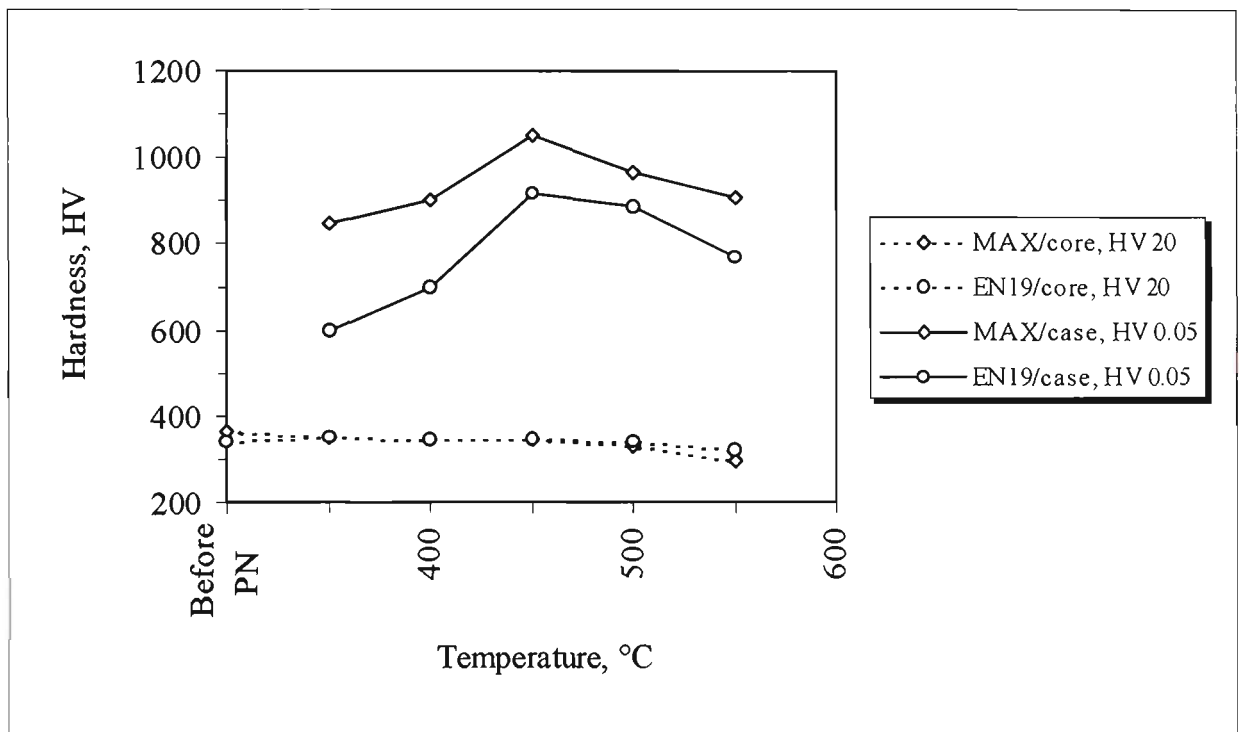 1200
1000
800
600
400
200
Hardness, HV
Before
PN
400
500
600
Temperature, °C
MAX/core, HV 20
EN19/core, HV 20
MAX/case, HV 0.05
EN19/case, HV 0.05